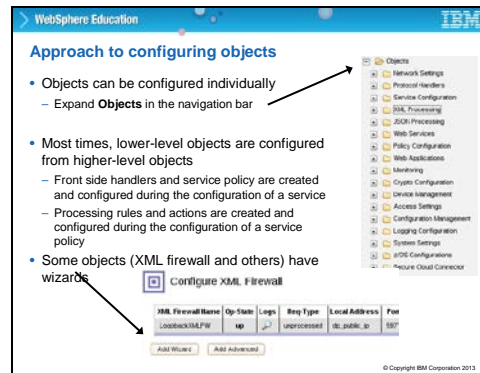 WebSphere Education
IBM
Approach to configuring objects
• Objects can be configured individually
– Expand Objects in the navigation bar
• Most times, lower-level objects are configured
from higher-level objects
– Front side handlers and service policy are created
and configured during the configuration of a service
– Processing rules and actions are created and
configured during the configuration of a service
policy
• Some objects (XML firewall and others) have
wizards
Objects
Network Settings
Protocol Handlers
Service Configuration
XML Processing
JSON Processing
Web Services
Policy Configuration
Web Applications
Monitoring
Crypto Configuration
Device Management
Access Settings
Configuration Management
Logging Configuration
System Settings
z/OS Configurations
Secure Cloud Connector
Configure XML Firewall
XML Firewall Name Op-State Logs Req-Type Local Address
LoopbackXMLFW up unprocessed dp_public_ip
Add Wizard Add Advanced
© Copyright IBM Corporation 2013